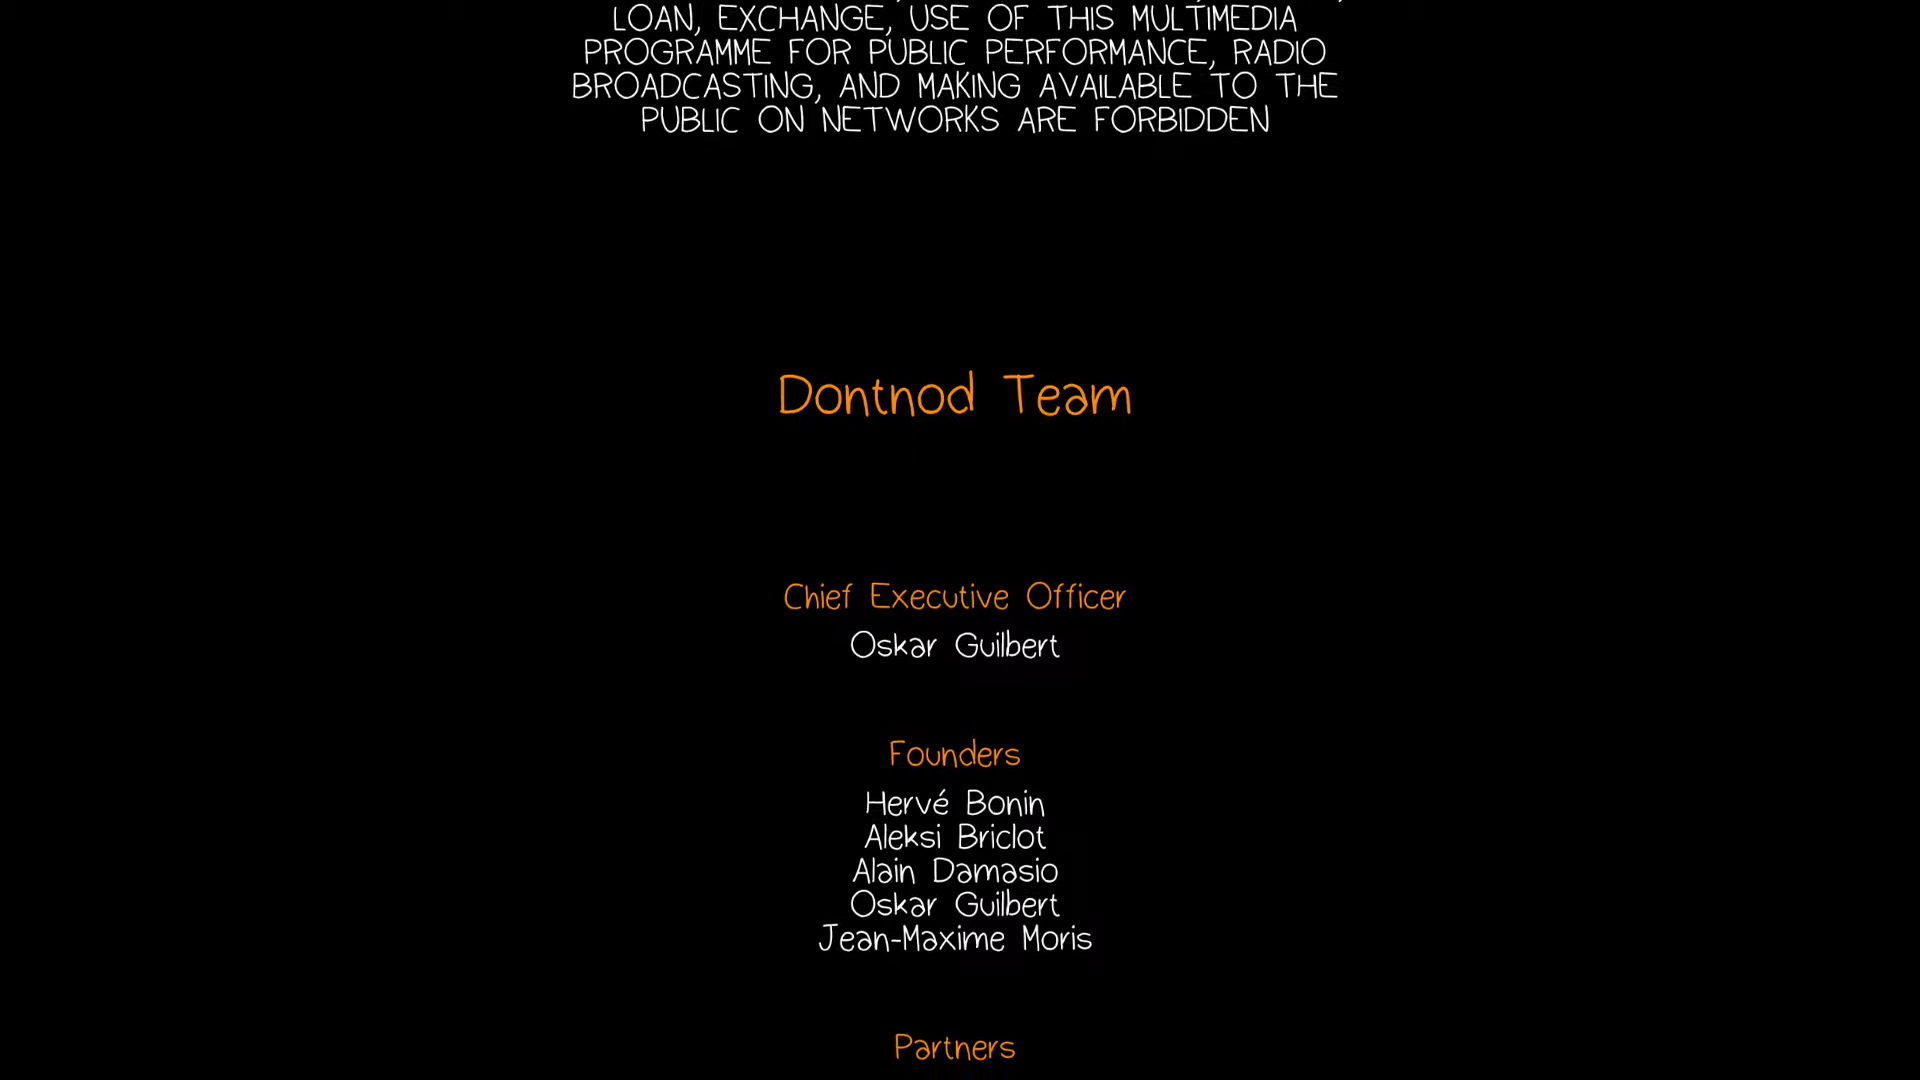 LOAN, EXCHANGE, USE OF THIS MULTIMEDIA
PROGRAMME FOR PUBLIC PERFORMANCE, RADIO
BROADCASTING, AND MAKING AVAILABLE TO THE
PUBLIC ON NETWORKS ARE FORBIDDEN
Dontnod Team
Chief Executive Officer
Oskar Guilbert
Founders
Hervé Bonin
Aleksi Briclot
Alain Damasio
Oskar Guilbert
Jean-Maxime Moris
Partners